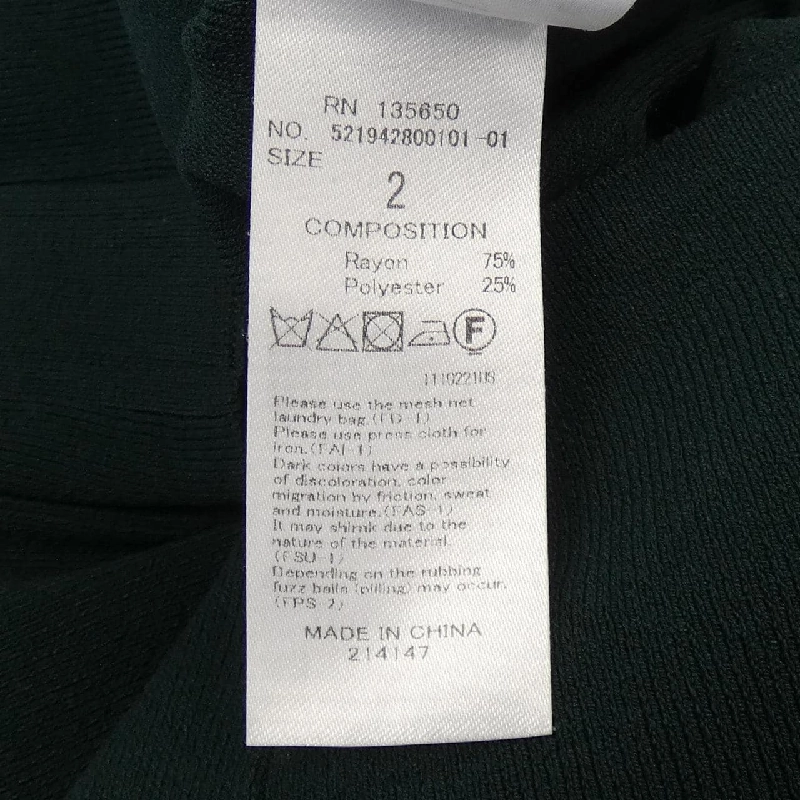 RN 135650
NO. 521942800101-01
SIZE
2
COMPOSITION
Rayon 75%
Polyester 25%
F
111022105
Please use the mesh net
laundry bag.(FD-1)
Please use press cloth for
iron.(FAI-1)
Dark colors have a possibility
of discoloration, color
migration by friction, sweat
and moisture.(FAS-1)
It may shrink due to the
nature of the material.
(FSU-1)
Depending on the rubbing
fuzz balls (pilling) may occur.
(FPS-2)
MADE IN CHINA
214147